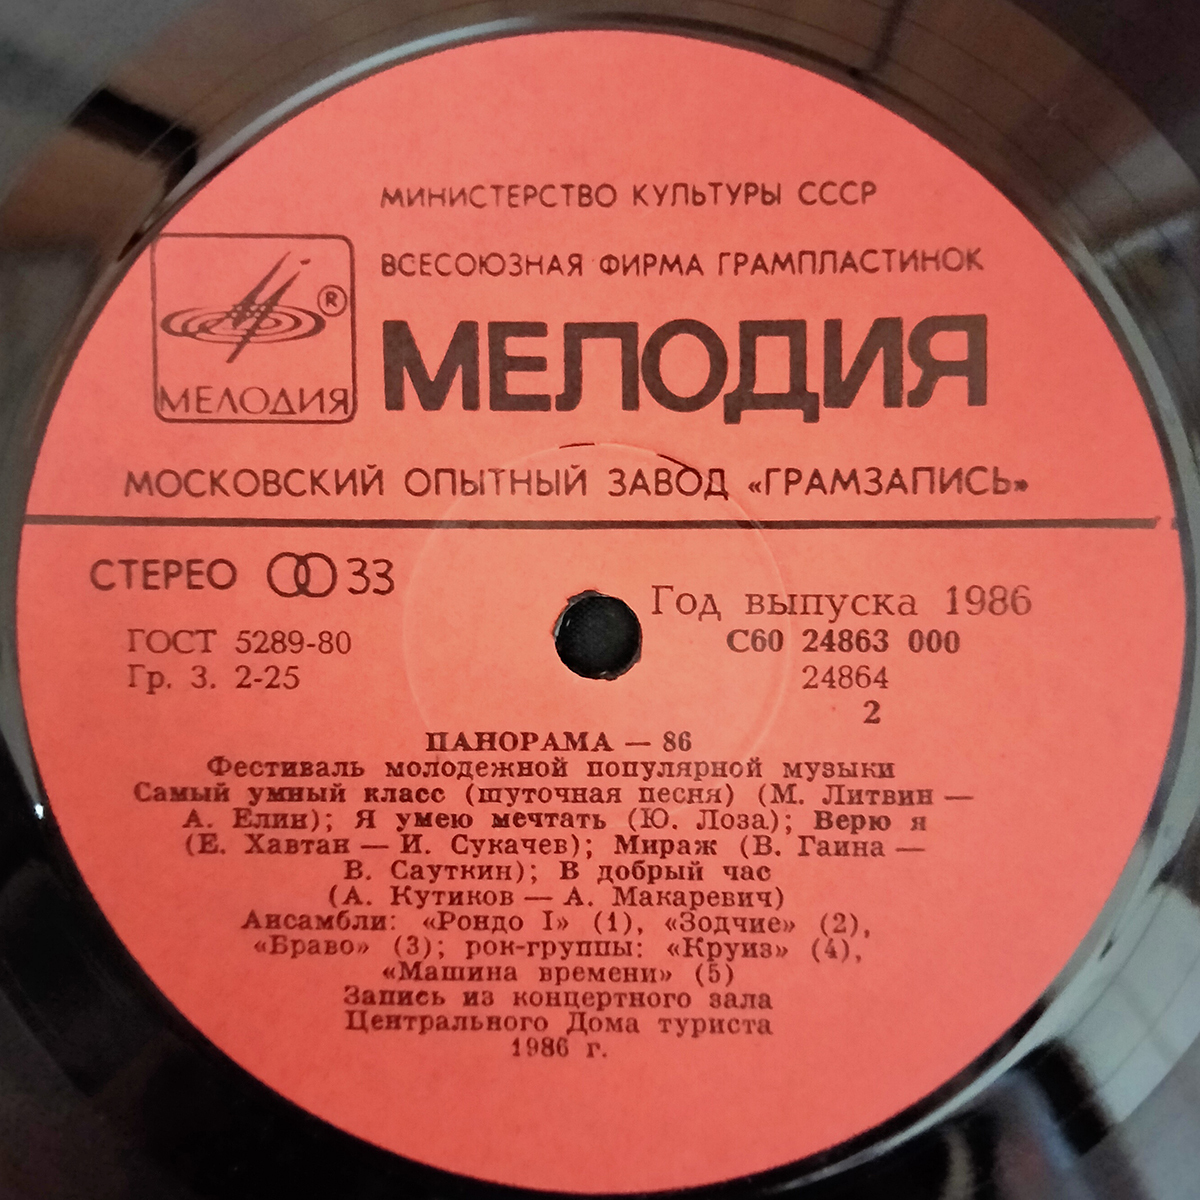 МИНИСТЕРСТВО КУЛЬТУРЫ СССР
ВСЕСОЮЗНАЯ ФИРМА ГРАМПЛАСТИНОК
®
МЕЛОДИЯ
МЕЛОДИЯ
МОСКОВСКИЙ ОПЫТНЫЙ ЗАВОД «ГРАМЗАПИСЬ»
СТЕРЕО 33
Год выпуска 1986
ГОСТ 5289-80
С60 24863 000
Гр. 3. 2-25
24864
2
ПАНОРАМА — 86
Фестиваль молодежной популярной музыки
Самый умный класс (шуточная песня) (М. Литвин —
А. Елин); Я умею мечтать (Ю. Лоза); Верю я
(Е. Хавтан — И. Сукачев); Мираж (В. Гаина —
В. Сауткин); В добрый час
(А. Кутиков — А. Макаревич)
Ансамбли: «Рондо I» (1), «Зодчие» (2),
«Браво» (3); рок-группы: «Круиз» (4),
«Машина времени» (5)
Запись из концертного зала
Центрального Дома туриста
1986 г.